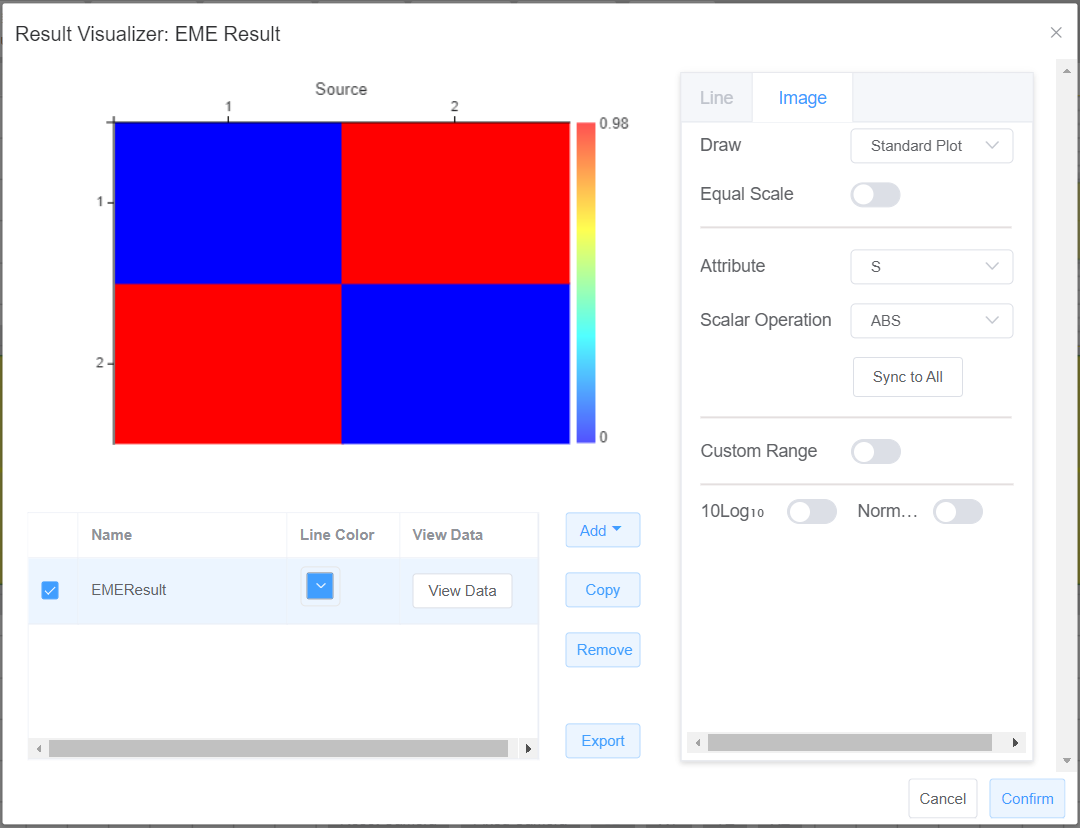 Result Visualizer: EME Result
Source
1 2
0.98
1
2
0
Line Image
Draw Standard Plot
Equal Scale
Attribute S
Scalar Operation ABS
Sync to All
Custom Range
10Log₁₀ Norm...
Name Line Color View Data
EMEResult View Data
Add
Copy
Remove
Export
Cancel Confirm